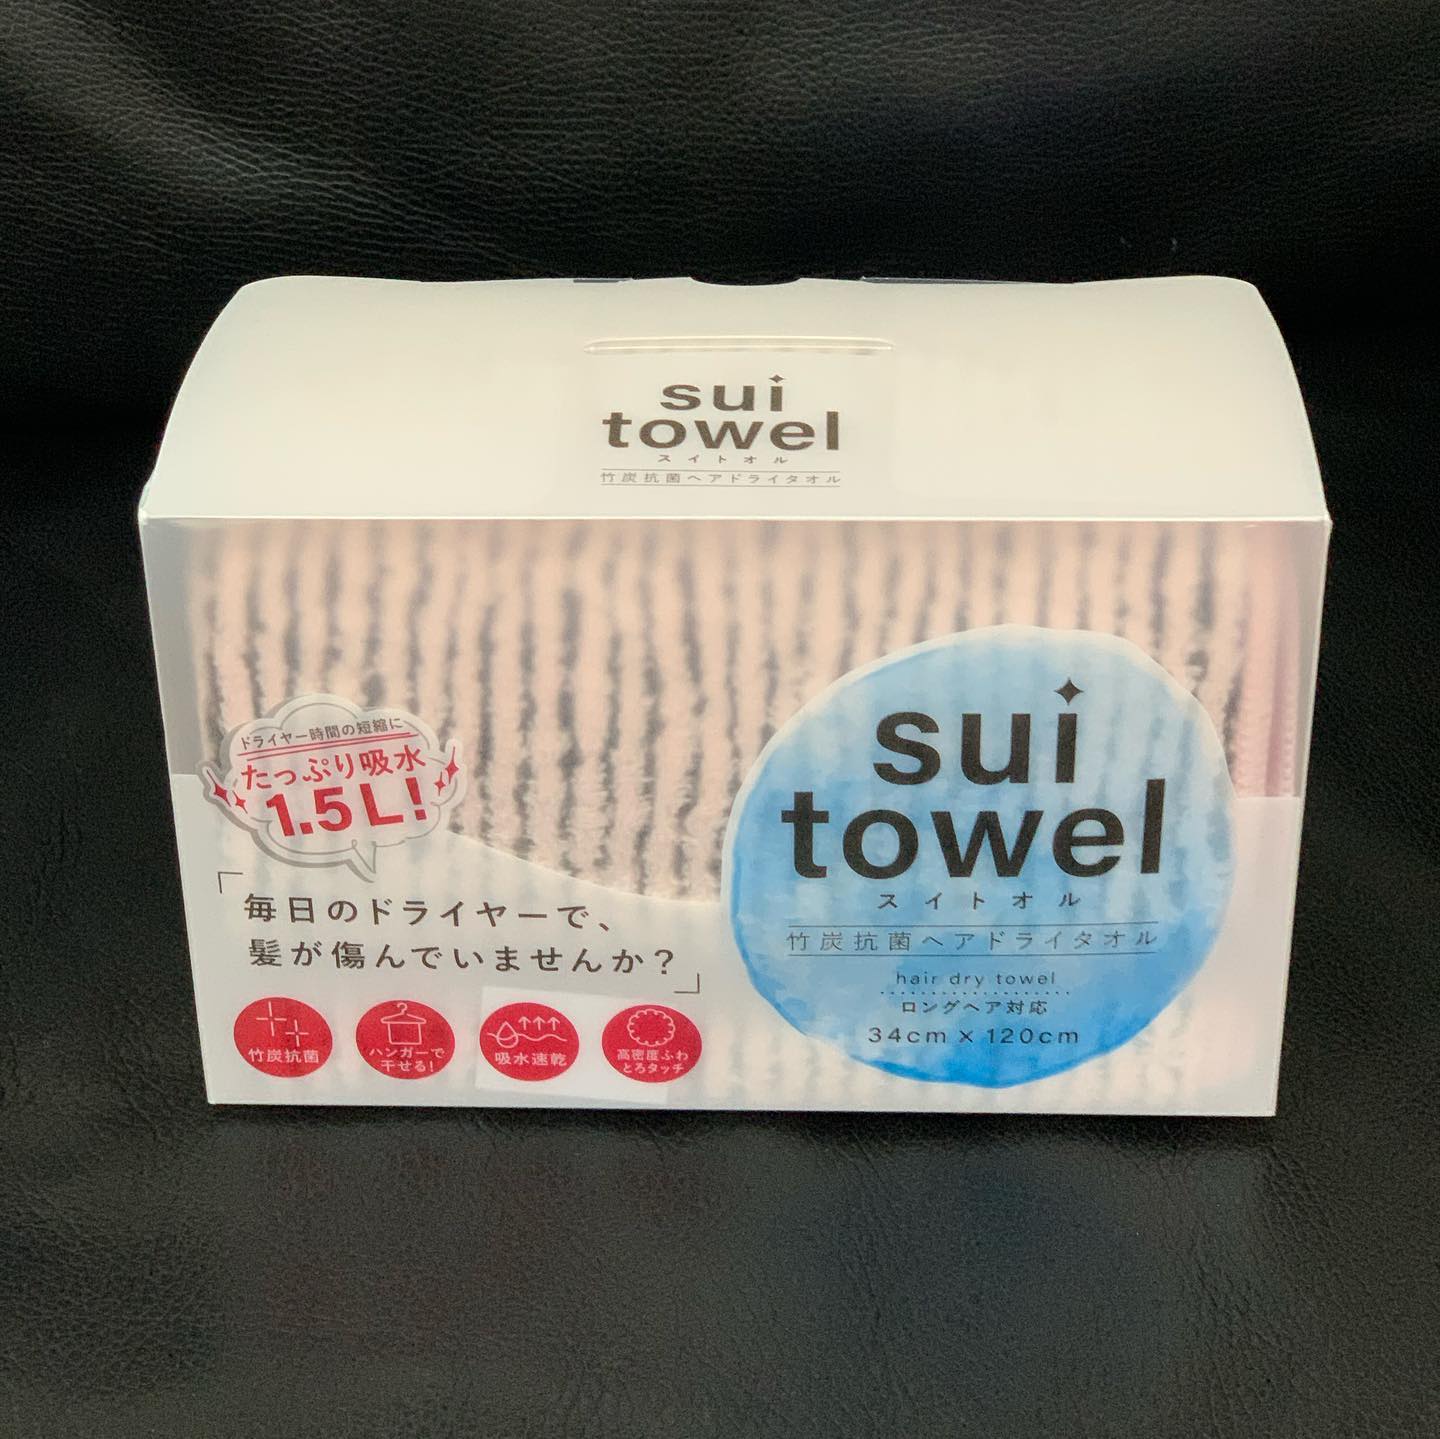 sui
towel
スイトオル
竹炭抗菌ヘアドライタオル
ドライヤー時間の短縮に
たっぷり吸水
1.5L!
「毎日のドライヤーで、
髪が傷んでいませんか?」
竹炭抗菌
ハンガーで
干せる!
吸水速乾
高密度ふわ
とろタッチ
sui
towel
スイトオル
竹炭抗菌ヘアドライタオル
hair dry towel
ロングヘア対応
34cm×120cm